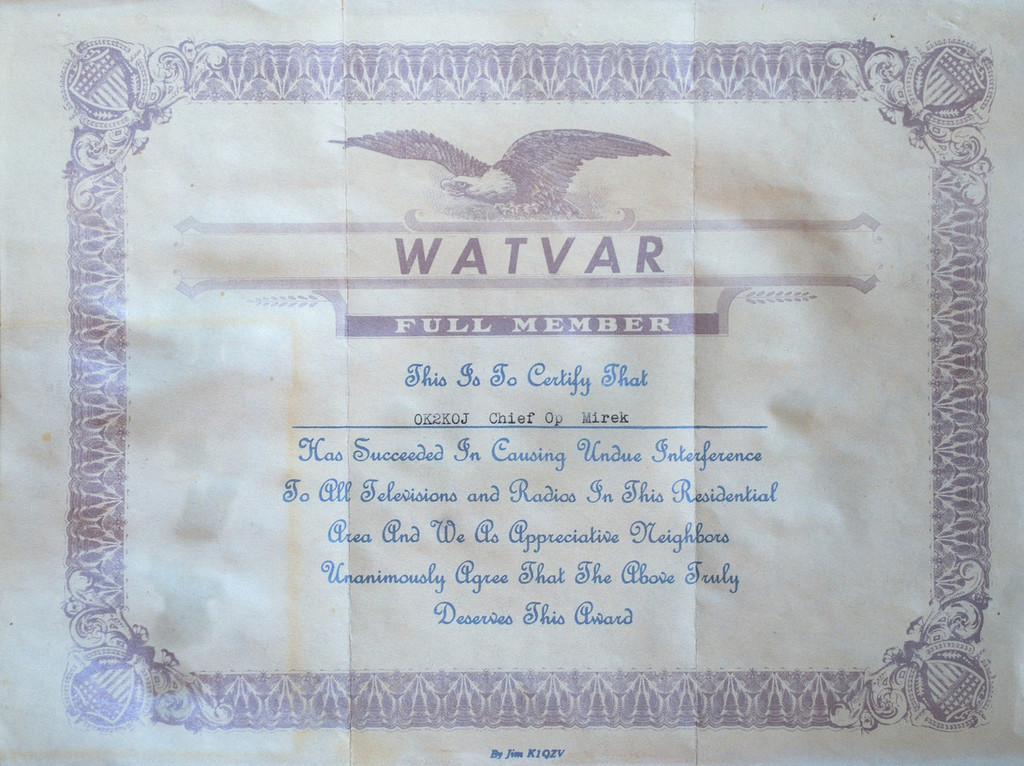 WATVAR
FULL MEMBER
This Is To Certify That
OK2KOJ Chief Op Mirek
Has Succeeded In Causing Undue Interference
To All Televisions and Radios In This Residential
Area And We As Appreciative Neighbors
Unanimously Agree That The Above Truly
Deserves This Award
By Jim K1QZV